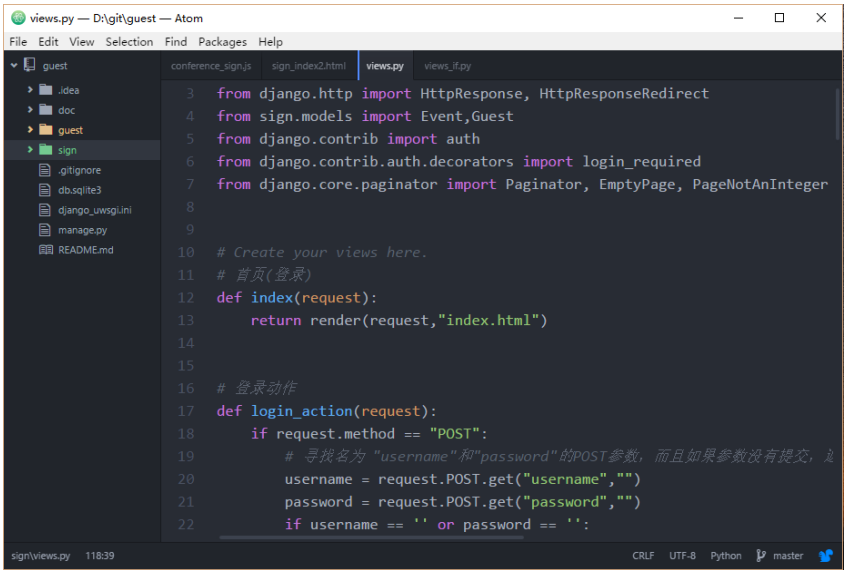 views.py — D:\git\guest — Atom
File Edit View Selection Find Packages Help
guest
.idea
doc
guest
sign
.gitignore
db.sqlite3
django_uwsgi.ini
manage.py
README.md
conference_sign.js sign_index2.html views.py views_if.py
3 from django.http import HttpResponse, HttpResponseRedirect
4 from sign.models import Event,Guest
5 from django.contrib import auth
6 from django.contrib.auth.decorators import login_required
7 from django.core.paginator import Paginator, EmptyPage, PageNotAnInteger
8
9
10 # Create your views here.
11 # 首页(登录)
12 def index(request):
13     return render(request,"index.html")
14
15
16 # 登录动作
17 def login_action(request):
18     if request.method == "POST":
19         # 寻找名为 "username"和"password"的POST参数，而且如果参数没有提交，
20         username = request.POST.get("username","")
21         password = request.POST.get("password","")
22         if username == '' or password == '':
sign\views.py 118:39 CRLF UTF-8 Python master